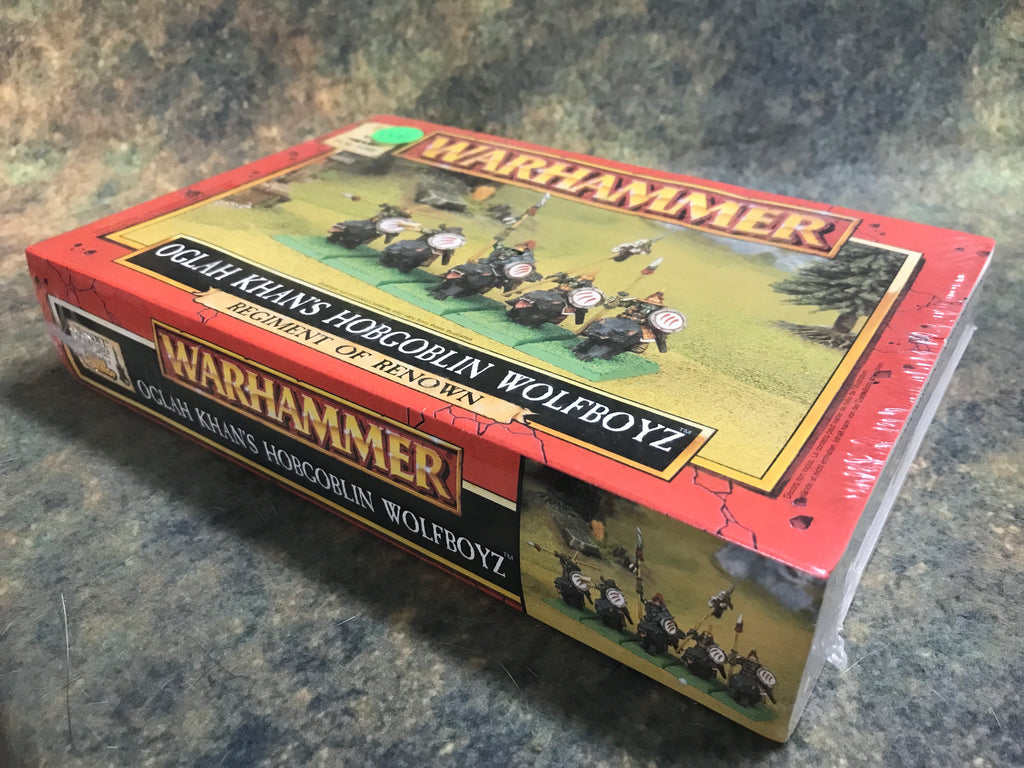 WARHAMMER
OGLAH KHAN'S HOBGOBLIN WOLFBOYZ™
REGIMENT OF RENOWN
WARHAMMER
OGLAH KHAN'S HOBGOBLIN WOLFBOYZ™